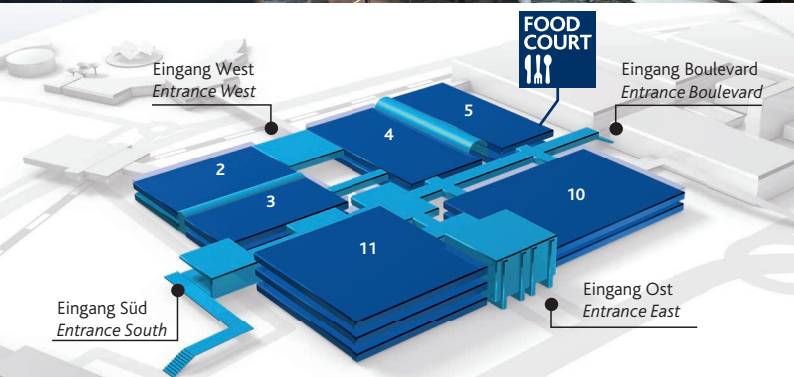 FOOD
COURT
Eingang West
Entrance West
Eingang Boulevard
Entrance Boulevard
5
4
2
3
10
11
Eingang Süd
Entrance South
Eingang Ost
Entrance East